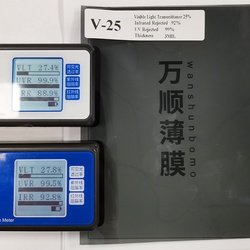 V-25
Visible Light Transmittance 25%
Infrared Rejected 92%
UV Rejected 99%
Thickness 2MIL
VLT 27.4%
UVR 99.9%
IRR 88.9%
VLT 27.8%
UVR 99.5%
IRR 92.8%
Meter
万顺薄膜
wanshunbomo